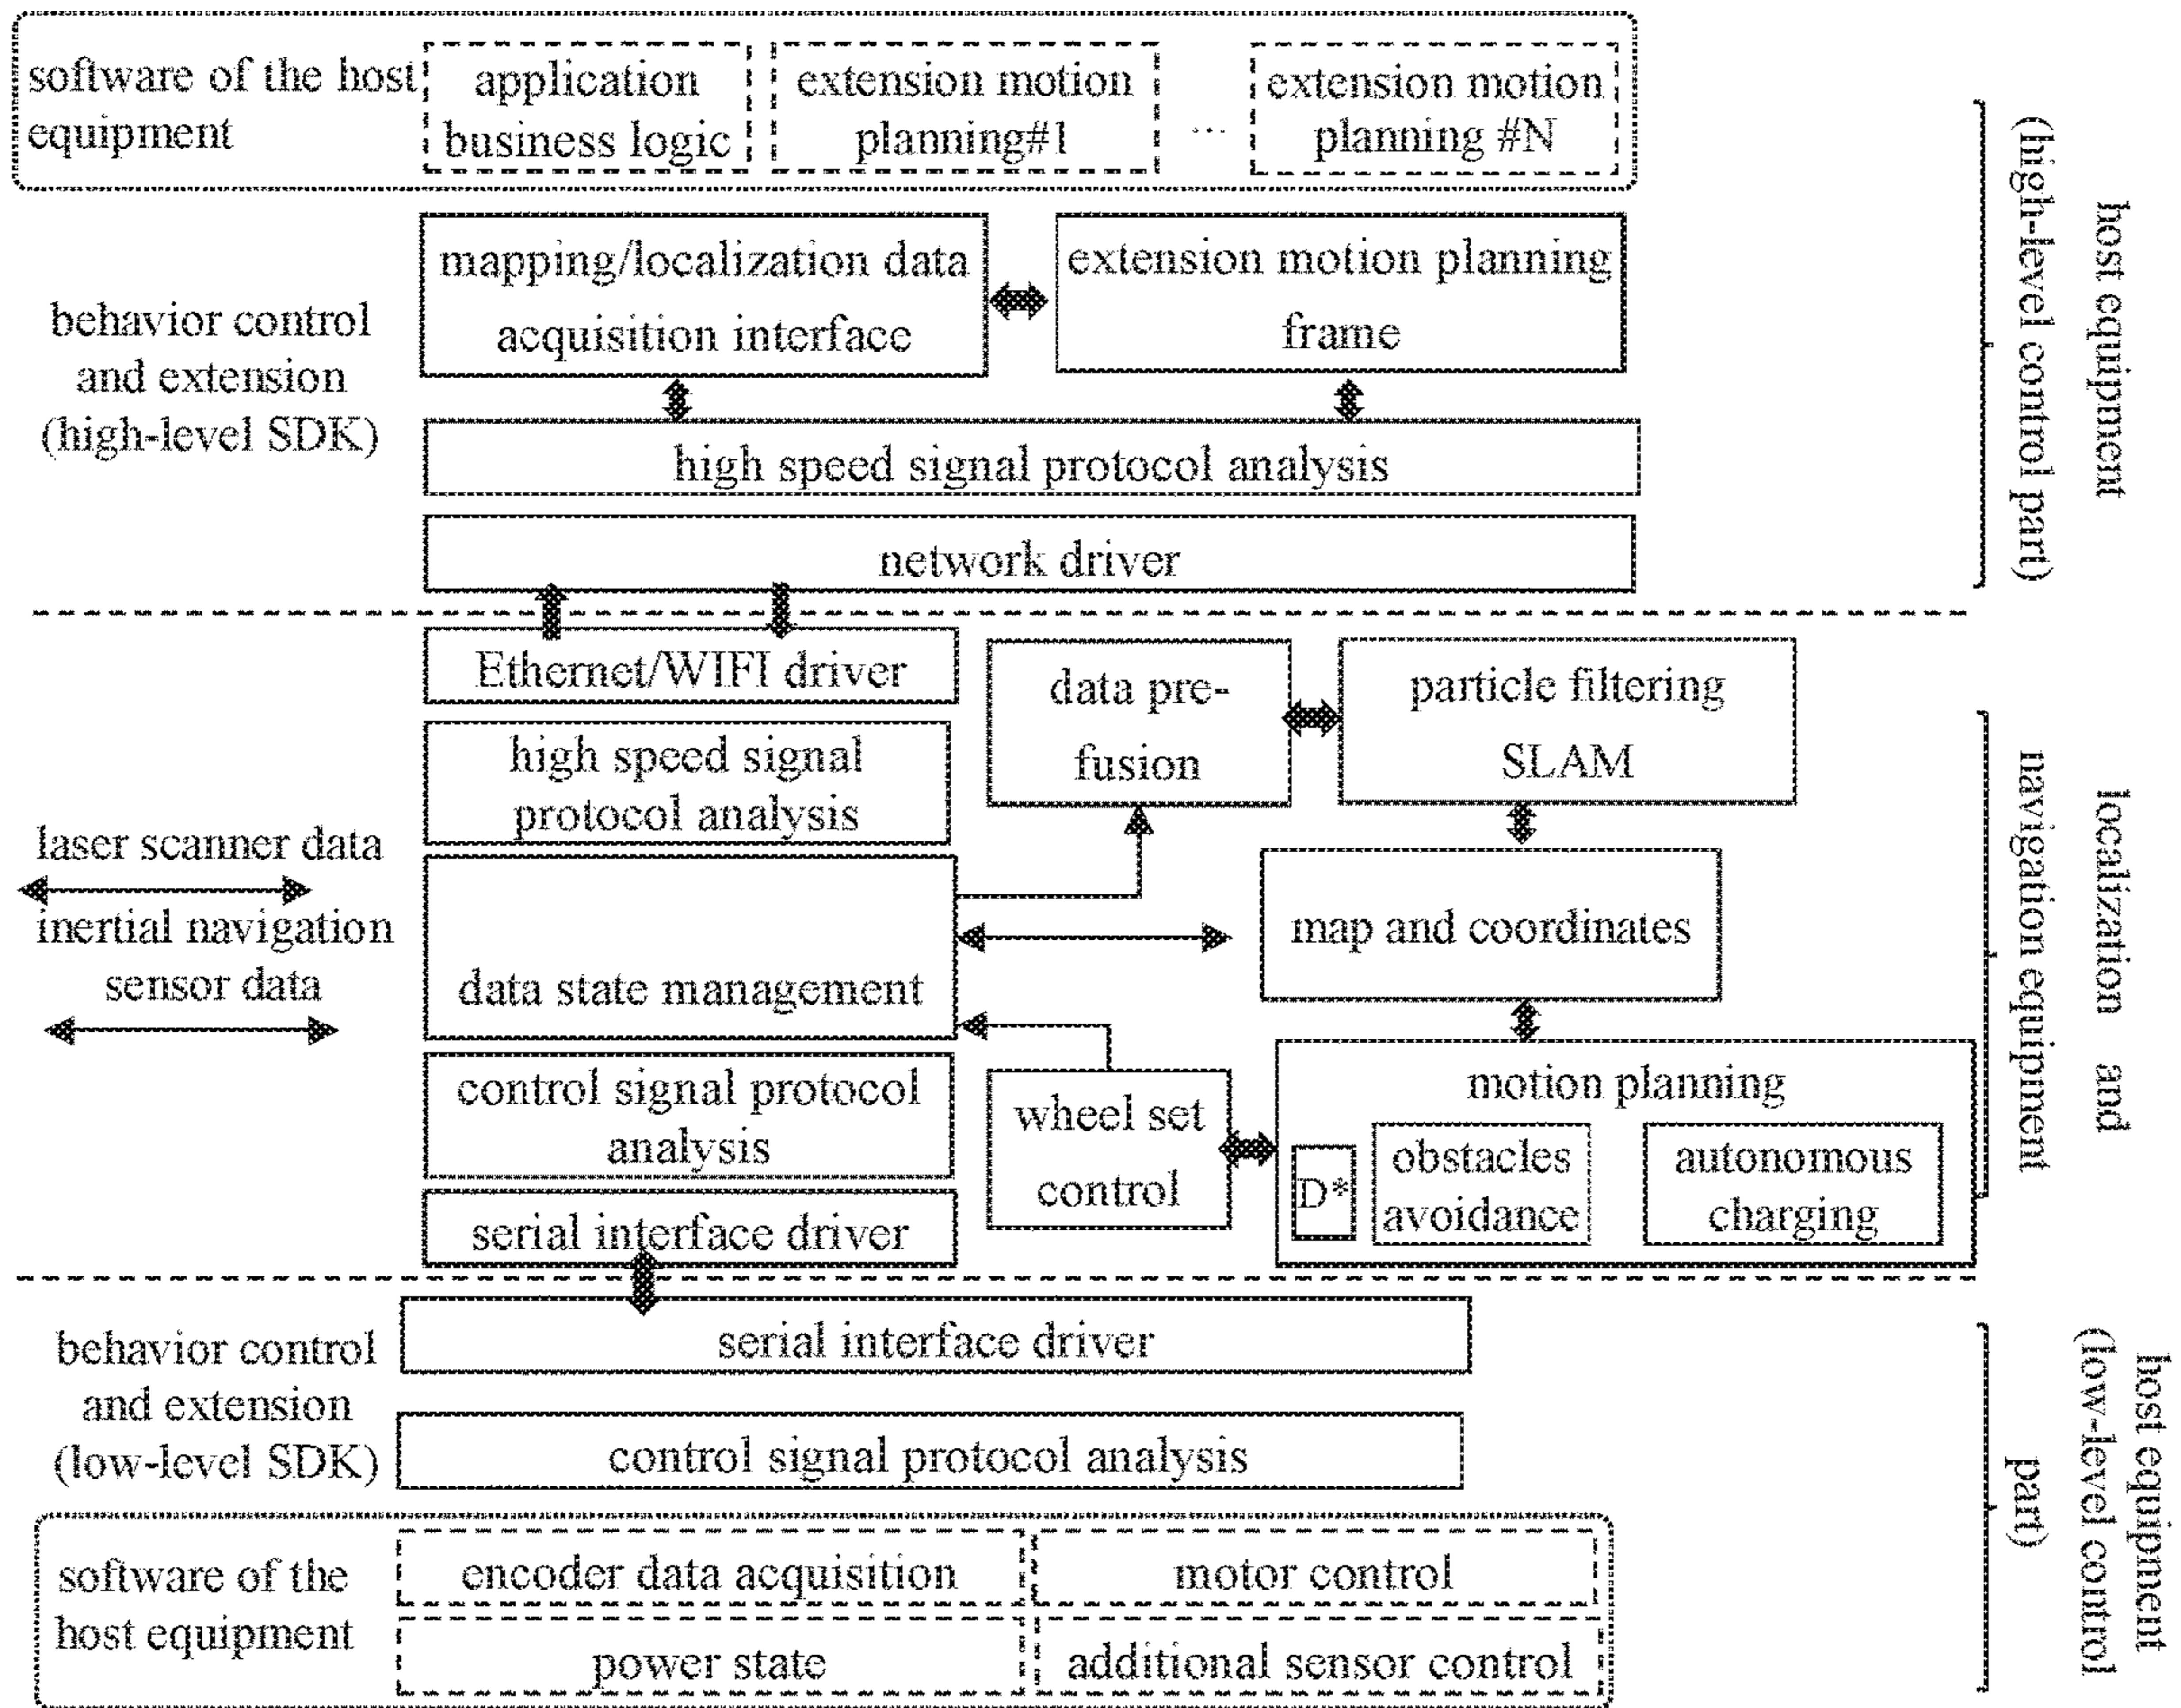 software of the host
equipment
application
business logic
extension motion
planning#1
...
extension motion
planning #N
behavior control
and extension
(high-level SDK)
mapping/localization data
acquisition interface
extension motion planning
frame
high speed signal protocol analysis
network driver
host equipment
(high-level control part)
Ethernet/WIFI driver
high speed signal
protocol analysis
data pre-
fusion
particle filtering
SLAM
laser scanner data
inertial navigation
sensor data
data state management
map and coordinates
control signal protocol
analysis
serial interface driver
wheel set
control
motion planning
D*
obstacles
avoidance
autonomous
charging
localization and
navigation equipment
behavior control
and extension
(low-level SDK)
serial interface driver
control signal protocol analysis
software of the
host equipment
encoder data acquisition
motor control
power state
additional sensor control
host equipment
(low-level control
part)